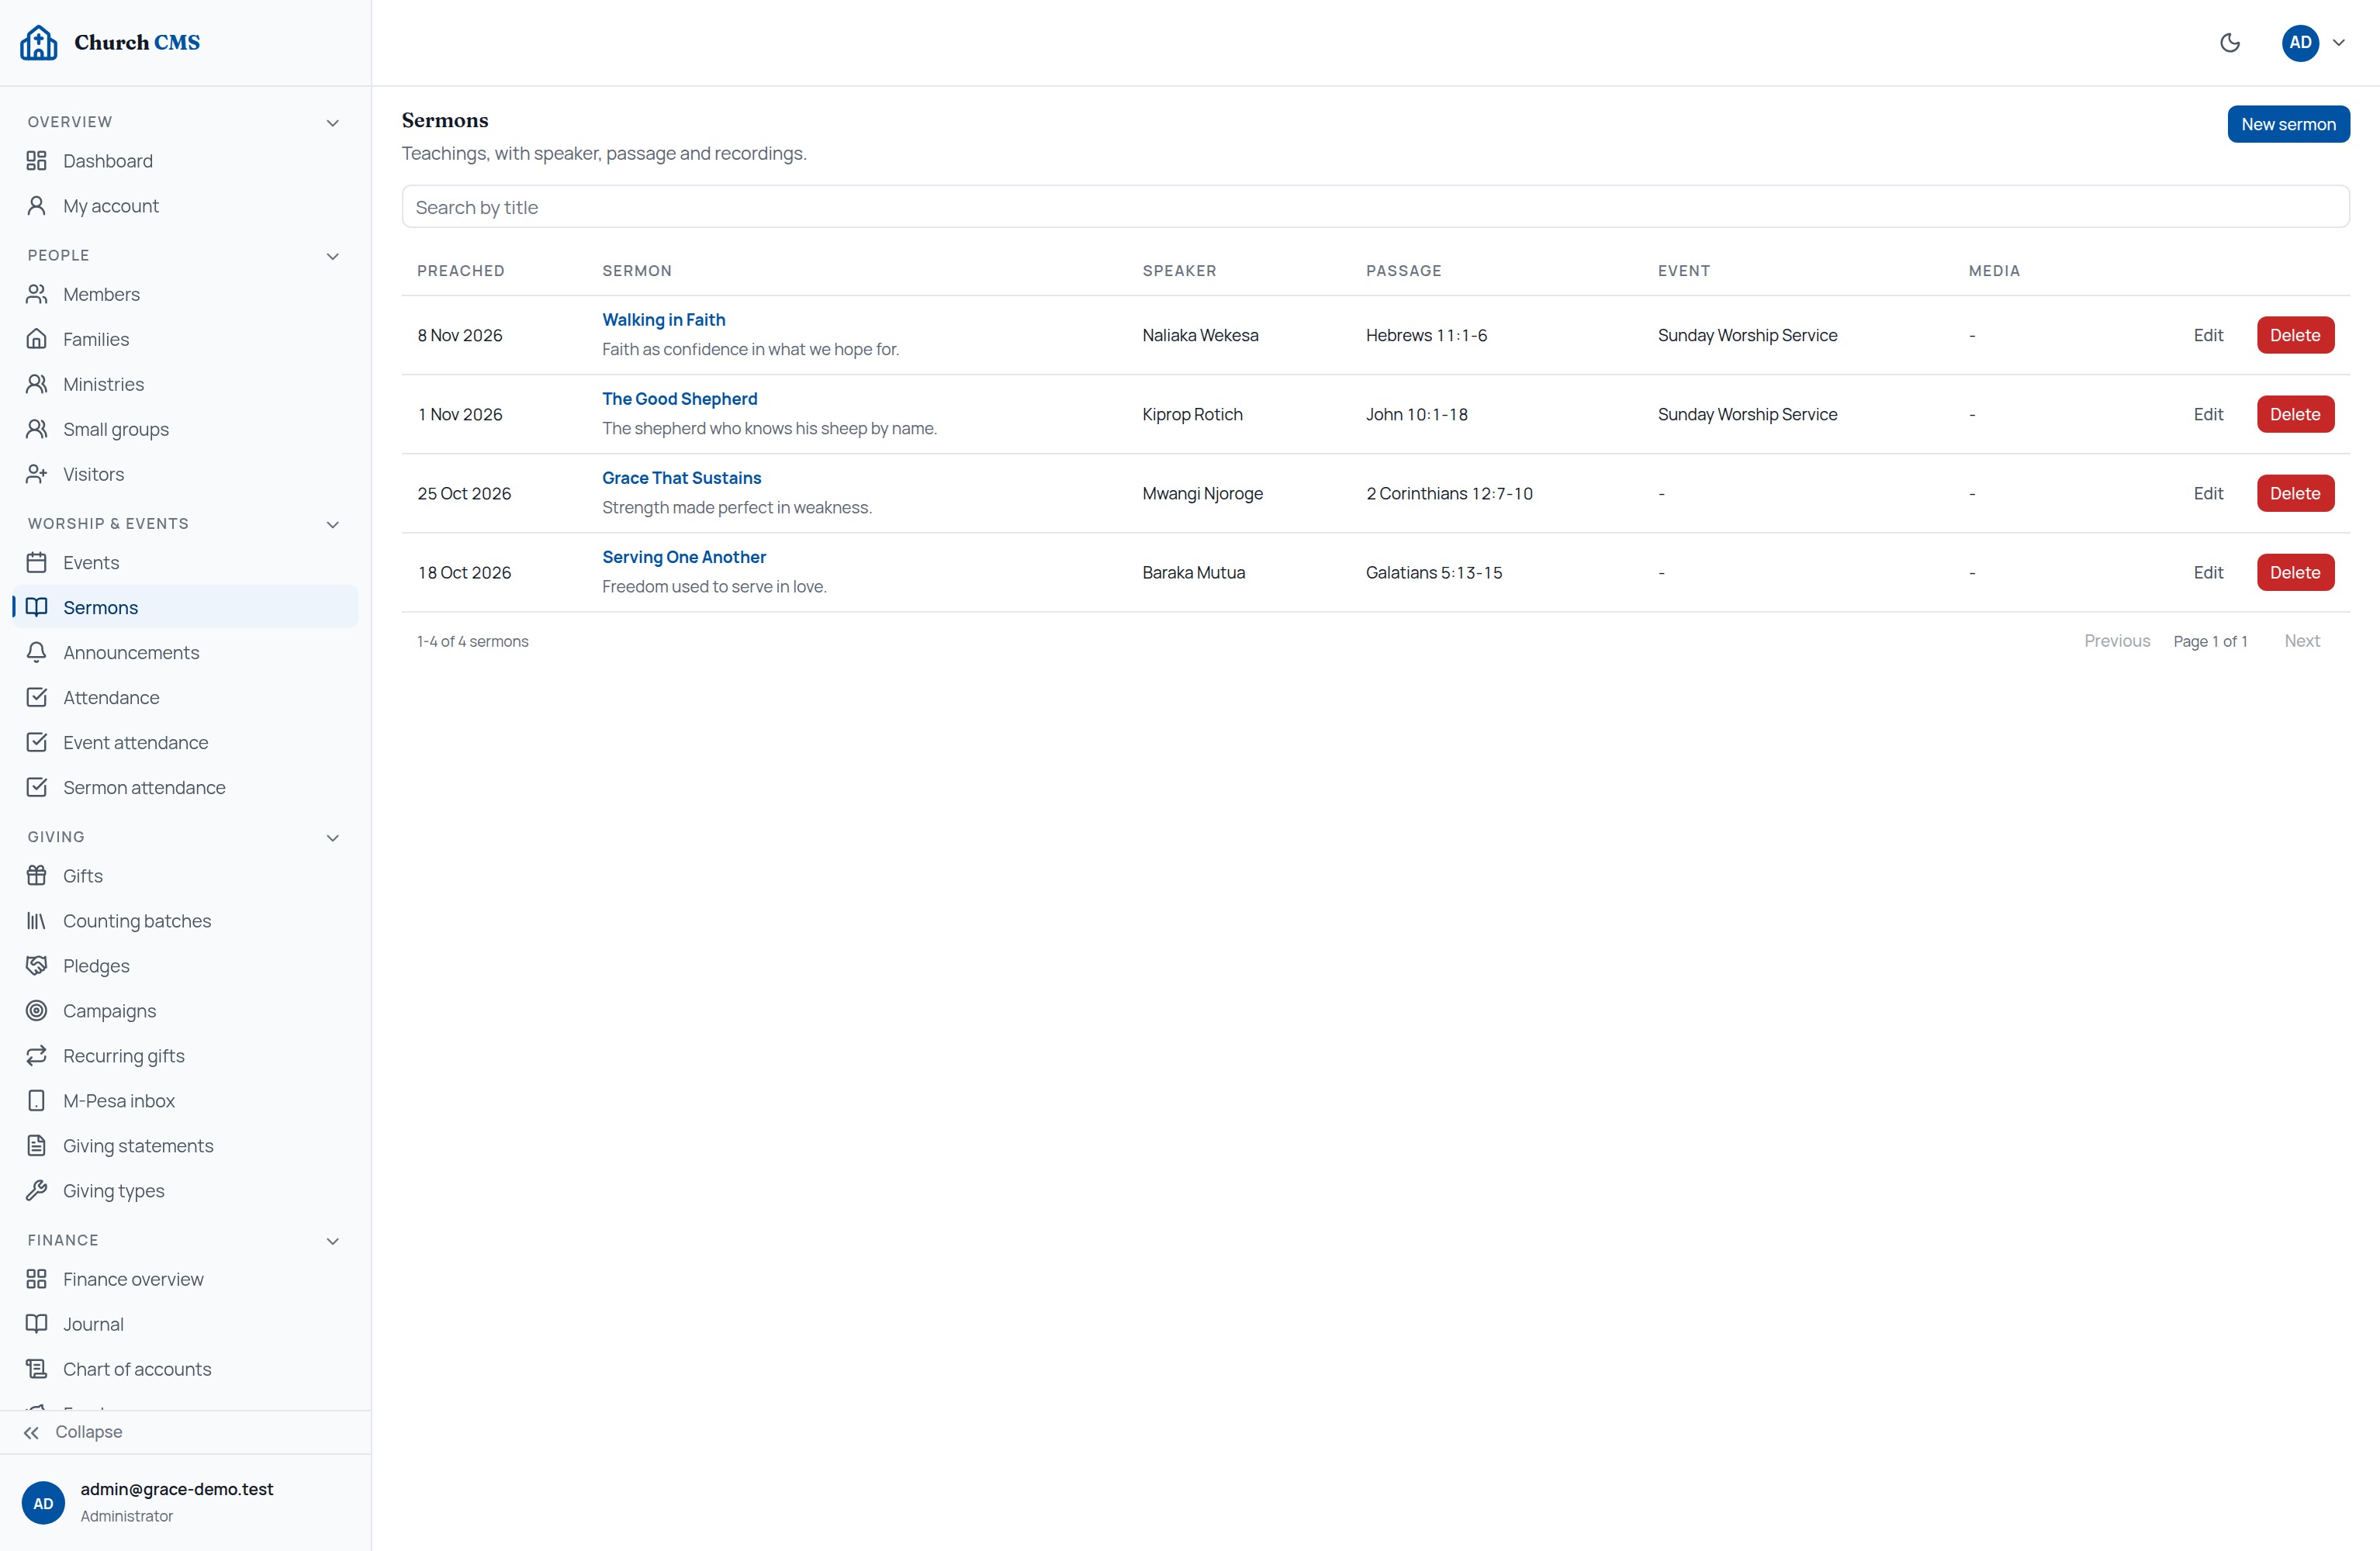 Church CMS
AD
OVERVIEW
Dashboard
My account
PEOPLE
Members
Families
Ministries
Small groups
Visitors
WORSHIP & EVENTS
Events
Sermons
Announcements
Attendance
Event attendance
Sermon attendance
GIVING
Gifts
Counting batches
Pledges
Campaigns
Recurring gifts
M-Pesa inbox
Giving statements
Giving types
FINANCE
Finance overview
Journal
Chart of accounts
Collapse
AD
admin@grace-demo.test
Administrator
Sermons
New sermon
Teachings, with speaker, passage and recordings.
Search by title
PREACHED SERMON SPEAKER PASSAGE EVENT MEDIA
8 Nov 2026 Walking in Faith Naliaka Wekesa Hebrews 11:1-6 Sunday Worship Service - Edit Delete
Faith as confidence in what we hope for.
1 Nov 2026 The Good Shepherd Kiprop Rotich John 10:1-18 Sunday Worship Service - Edit Delete
The shepherd who knows his sheep by name.
25 Oct 2026 Grace That Sustains Mwangi Njoroge 2 Corinthians 12:7-10 - - Edit Delete
Strength made perfect in weakness.
18 Oct 2026 Serving One Another Baraka Mutua Galatians 5:13-15 - - Edit Delete
Freedom used to serve in love.
1-4 of 4 sermons Previous Page 1 of 1 Next